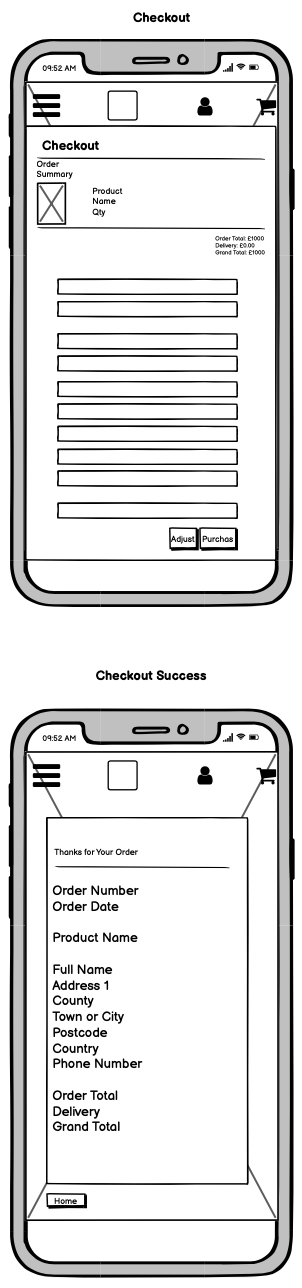 Checkout
09:52 AM
Checkout
Order
Summary
Product
Name
Qty
Order Total: £1000
Delivery: £0.00
Grand Total: £1000
Adjust Purchas
Checkout Success
09:52 AM
Thanks for Your Order
Order Number
Order Date
Product Name
Full Name
Address 1
County
Town or City
Postcode
Country
Phone Number
Order Total
Delivery
Grand Total
Home